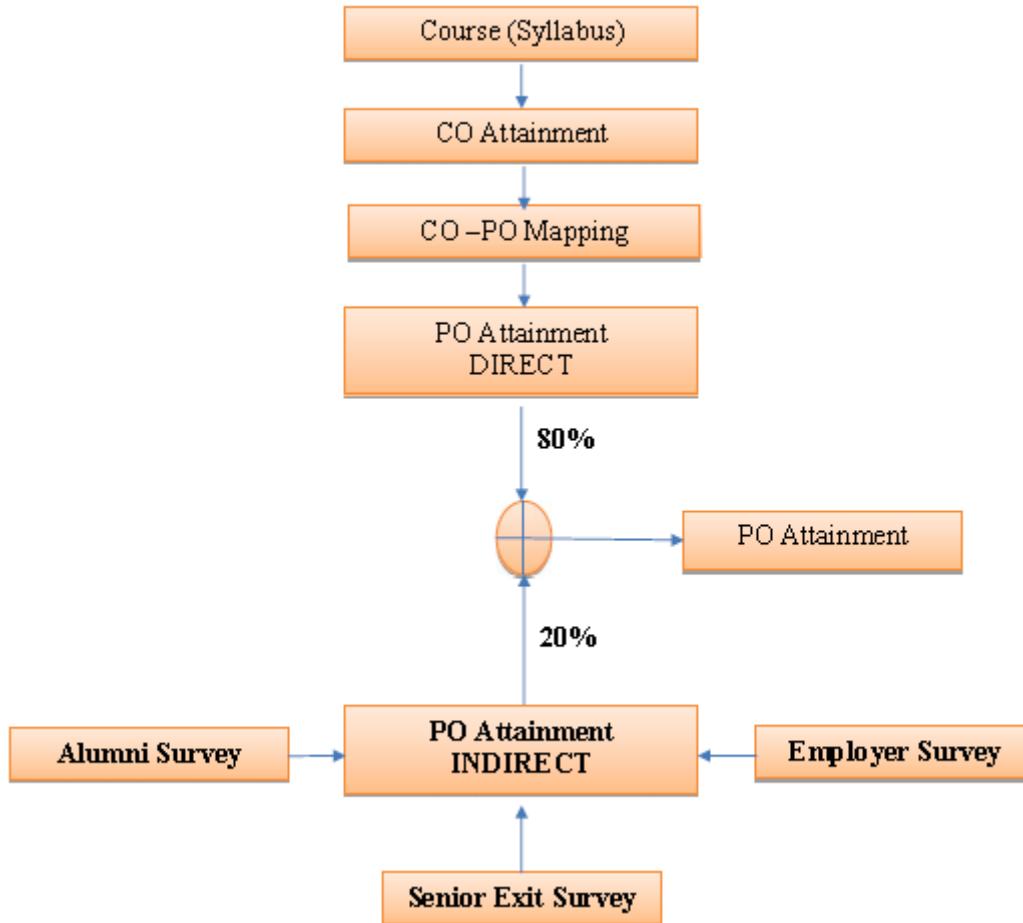 Course (Syllabus)
CO Attainment
CO –PO Mapping
PO Attainment
DIRECT
80%
PO Attainment
20%
Alumni Survey
PO Attainment
INDIRECT
Employer Survey
Senior Exit Survey